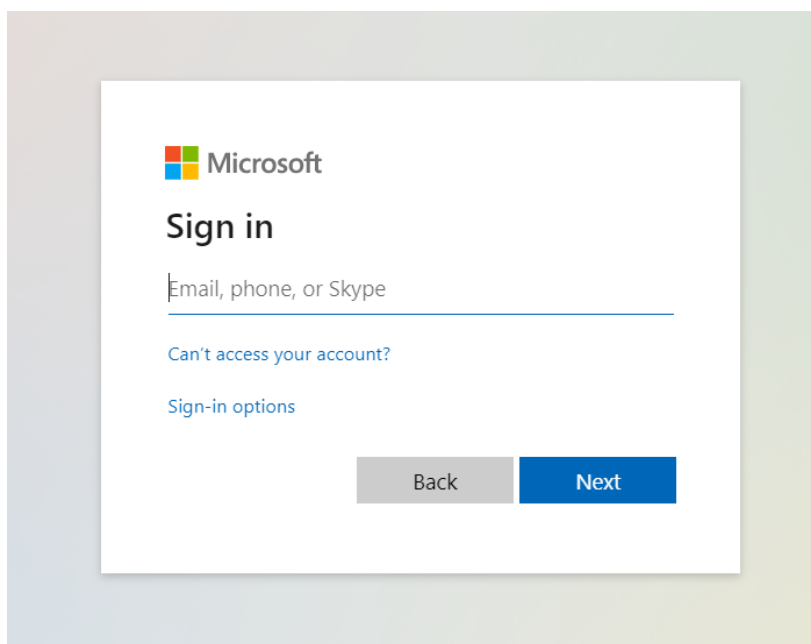 Microsoft
Sign in
Email, phone, or Skype
Can't access your account?
Sign-in options
Back Next